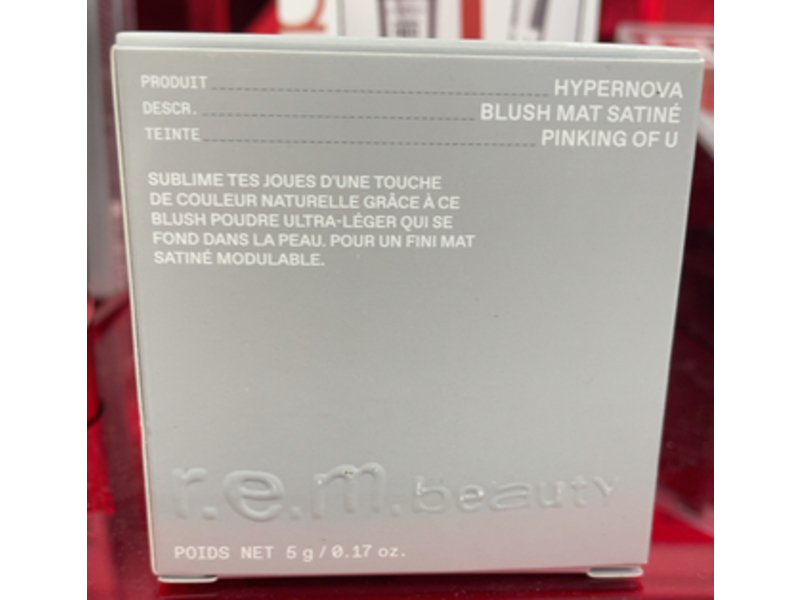 PRODUIT HYPERNOVA
DESCR. BLUSH MAT SATINÉ
TEINTE PINKING OF U
SUBLIME TES JOUES D'UNE TOUCHE
DE COULEUR NATURELLE GRÂCE À CE
BLUSH POUDRE ULTRA-LÉGER QUI SE
FOND DANS LA PEAU. POUR UN FINI MAT
SATINÉ MODULABLE.
r.e.m.beauty
POIDS NET 5 g / 0.17 oz.